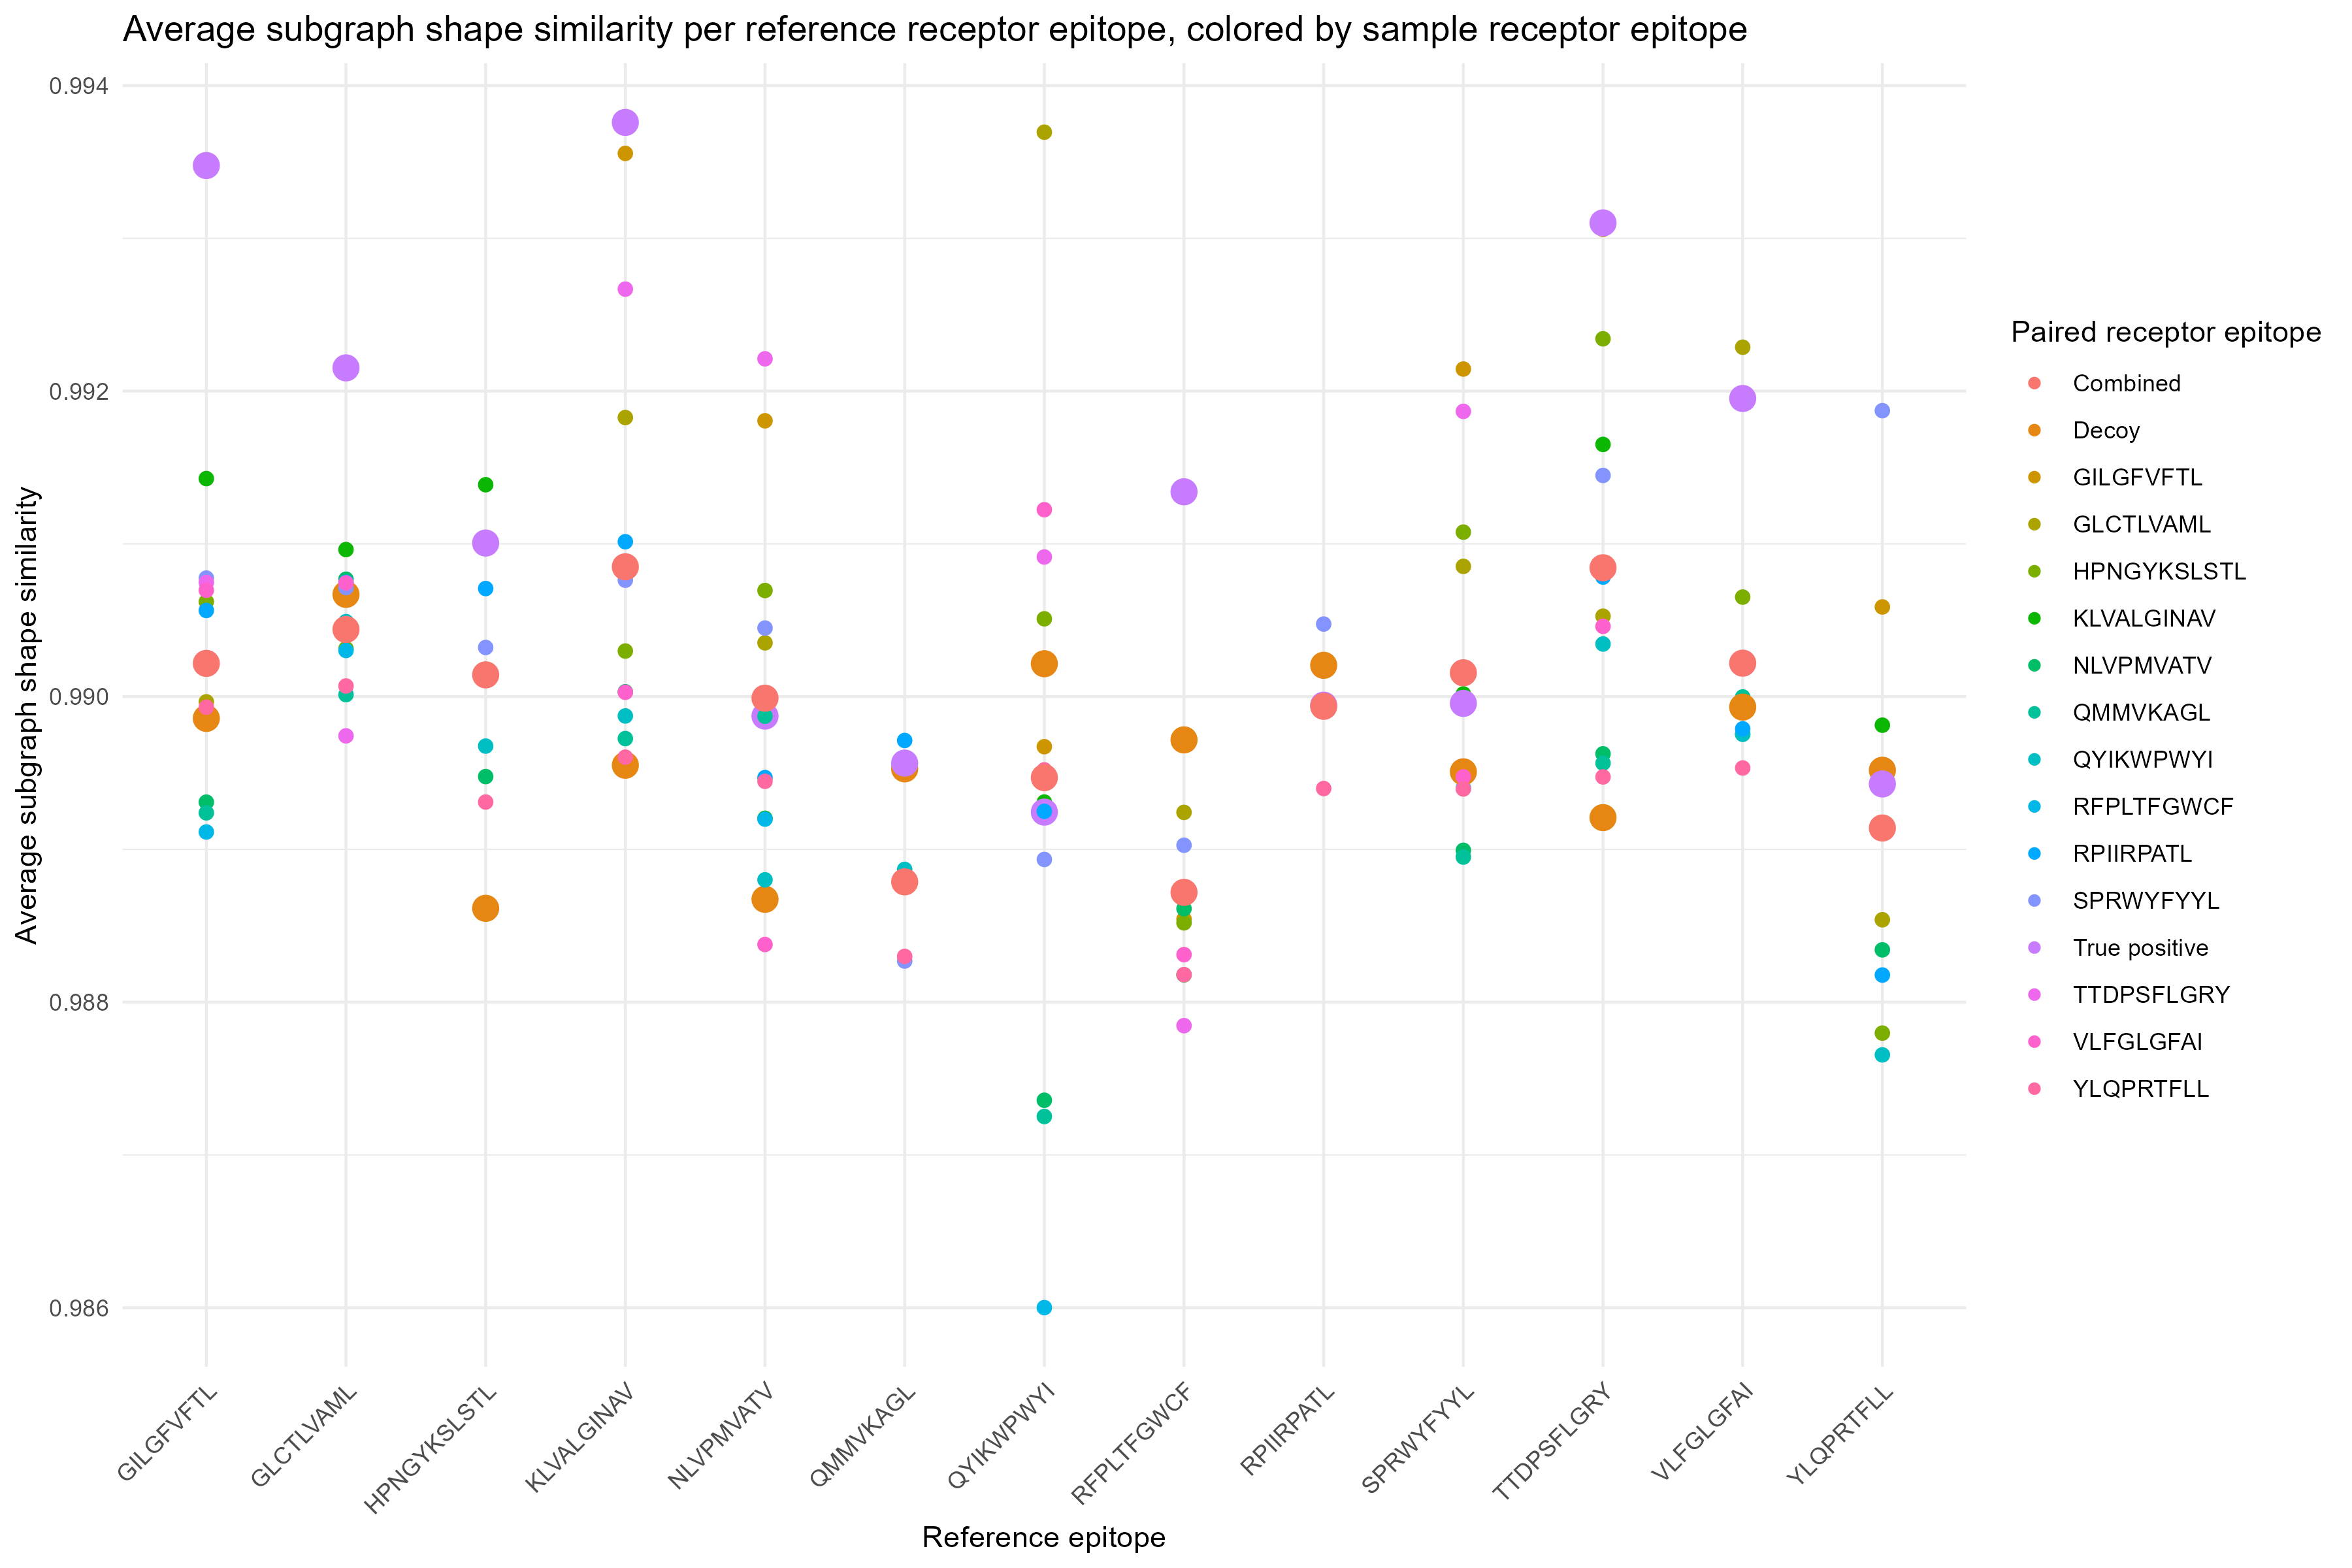 Average subgraph shape similarity per reference receptor epitope, colored by sample receptor epitope
Average subgraph shape similarity
0.994
0.992
0.990
0.988
0.986
GILGFVFTL
GLCTLVAML
HPNGYKSLSTL
KLVALGINAV
NLVPMVATV
QMMVKAGL
QYIKWPWYI
RFPLTFGWCF
RPIIRPATL
SPRWYFYYL
TTDPSFLGRY
VLFGLGFAI
YLQPRTFLL
Reference epitope
Paired receptor epitope
Combined
Decoy
GILGFVFTL
GLCTLVAML
HPNGYKSLSTL
KLVALGINAV
NLVPMVATV
QMMVKAGL
QYIKWPWYI
RFPLTFGWCF
RPIIRPATL
SPRWYFYYL
True positive
TTDPSFLGRY
VLFGLGFAI
YLQPRTFLL